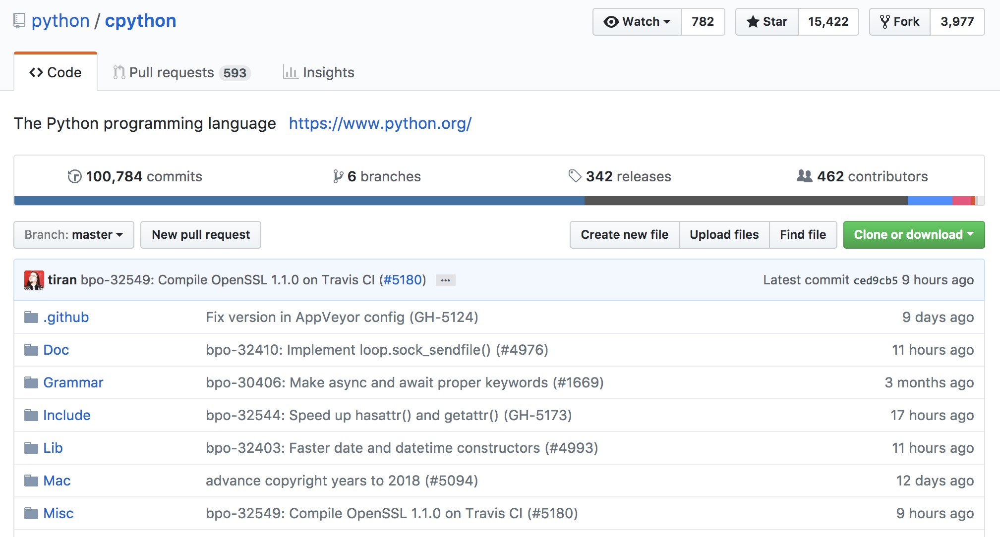 python / cpython
Watch 782 Star 15,422 Fork 3,977
Code Pull requests 593 Insights
The Python programming language https://www.python.org/
100,784 commits 6 branches 342 releases 462 contributors
Branch: master New pull request Create new file Upload files Find file Clone or download
tiran bpo-32549: Compile OpenSSL 1.1.0 on Travis CI (#5180) ... Latest commit ced9cb5 9 hours ago
.github Fix version in AppVeyor config (GH-5124) 9 days ago
Doc bpo-32410: Implement loop.sock_sendfile() (#4976) 11 hours ago
Grammar bpo-30406: Make async and await proper keywords (#1669) 3 months ago
Include bpo-32544: Speed up hasattr() and getattr() (GH-5173) 17 hours ago
Lib bpo-32403: Faster date and datetime constructors (#4993) 11 hours ago
Mac advance copyright years to 2018 (#5094) 12 days ago
Misc bpo-32549: Compile OpenSSL 1.1.0 on Travis CI (#5180) 9 hours ago